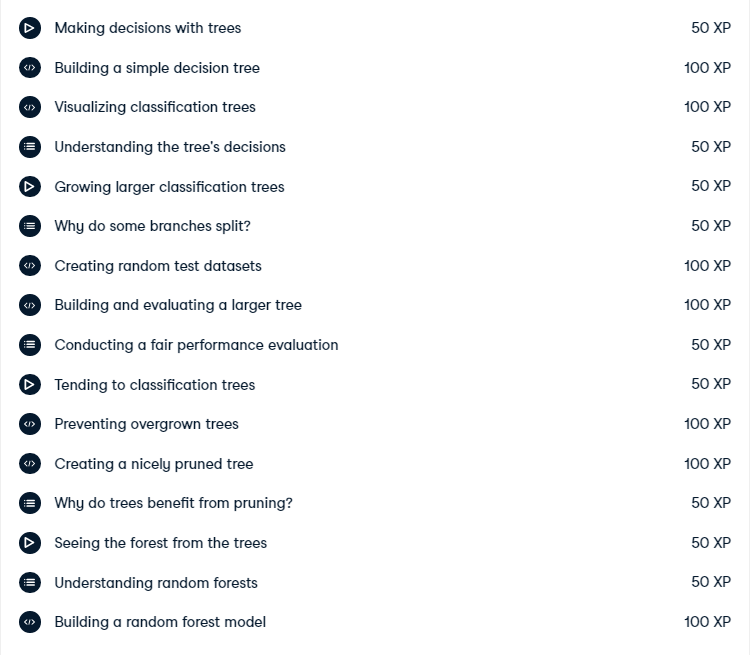 Making decisions with trees 50 XP
Building a simple decision tree 100 XP
Visualizing classification trees 100 XP
Understanding the tree's decisions 50 XP
Growing larger classification trees 50 XP
Why do some branches split? 50 XP
Creating random test datasets 100 XP
Building and evaluating a larger tree 100 XP
Conducting a fair performance evaluation 50 XP
Tending to classification trees 50 XP
Preventing overgrown trees 100 XP
Creating a nicely pruned tree 100 XP
Why do trees benefit from pruning? 50 XP
Seeing the forest from the trees 50 XP
Understanding random forests 50 XP
Building a random forest model 100 XP